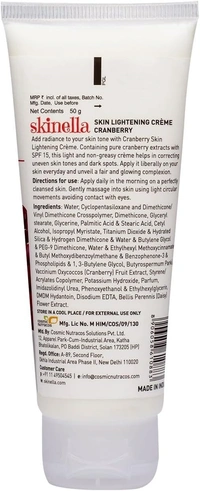 MRP ₹ incl. of all taxes, Batch No.
Mfg. Date, Use before
Net Contents 50 g
skinella SKIN LIGHTENING CRÈME
CRANBERRY
Add radiance to your skin tone with Cranberry Skin
Lightening Crème. Containing pure cranberry extracts with
SPF 15, this light and non-greasy crème helps in correcting
uneven skin tones and dark spots. Apply it liberally on your
skin everyday and unveil a fair and glowing complexion.
Directions for use: Apply daily in the morning on a perfectly
cleansed skin. Gently massage into skin using light circular
movements avoiding contact with eyes.
Ingredients: Water, Cyclopentasiloxane and Dimethicone/
Vinyl Dimethicone Crosspolymer, Dimethicone, Glyceryl
stearate, Glycerine, Palmitic Acid & Stearic Acid, Cetyl
Alcohol, Isopropyl Myristate, Titanium Dioxide & Hydrated
Silica & Hydrogen Dimethicone & Water & Butylene Glycol
& PEG-9 Dimethicone, Water & Ethylhexyl Methoxycinnamate
& Butyl Methoxydibenzoylmethane & Benzophenone-3 &
Phospholipids & 1, 3-Butylene Glycol, Butyrospermum Parkii,
Vaccinium Oxycoccos (Cranberry) Fruit Extract, Styrene/
Acrylates Copolymer, Potassium Hydroxide, Parfum,
Imidazolidinyl Urea, Phenoxyethanol & Ethylhexylglycerin,
DMDM Hydantoin, Disodium EDTA, Bellis Perennis (Daisy)
Flower Extract.
STORE IN A COOL PLACE / FOR EXTERNAL USE ONLY
Mfg. Lic. No. M HIM/COS/09/130
Mfd. by: Cosmic Nutracos Solutions Pvt. Ltd.
12, Apparel Park-Cum-Industrial Area, Katha
Bhatolikalan, PO Baddi District, Solan 173205 (HP)
Regd. Office: A-89, Second Floor,
Okhla Industrial Area Phase II, New Delhi 110020
Customer Care
p +91 11 49504545 | e info@cosmicnutracos.com
w skinella.com
MADE IN IN